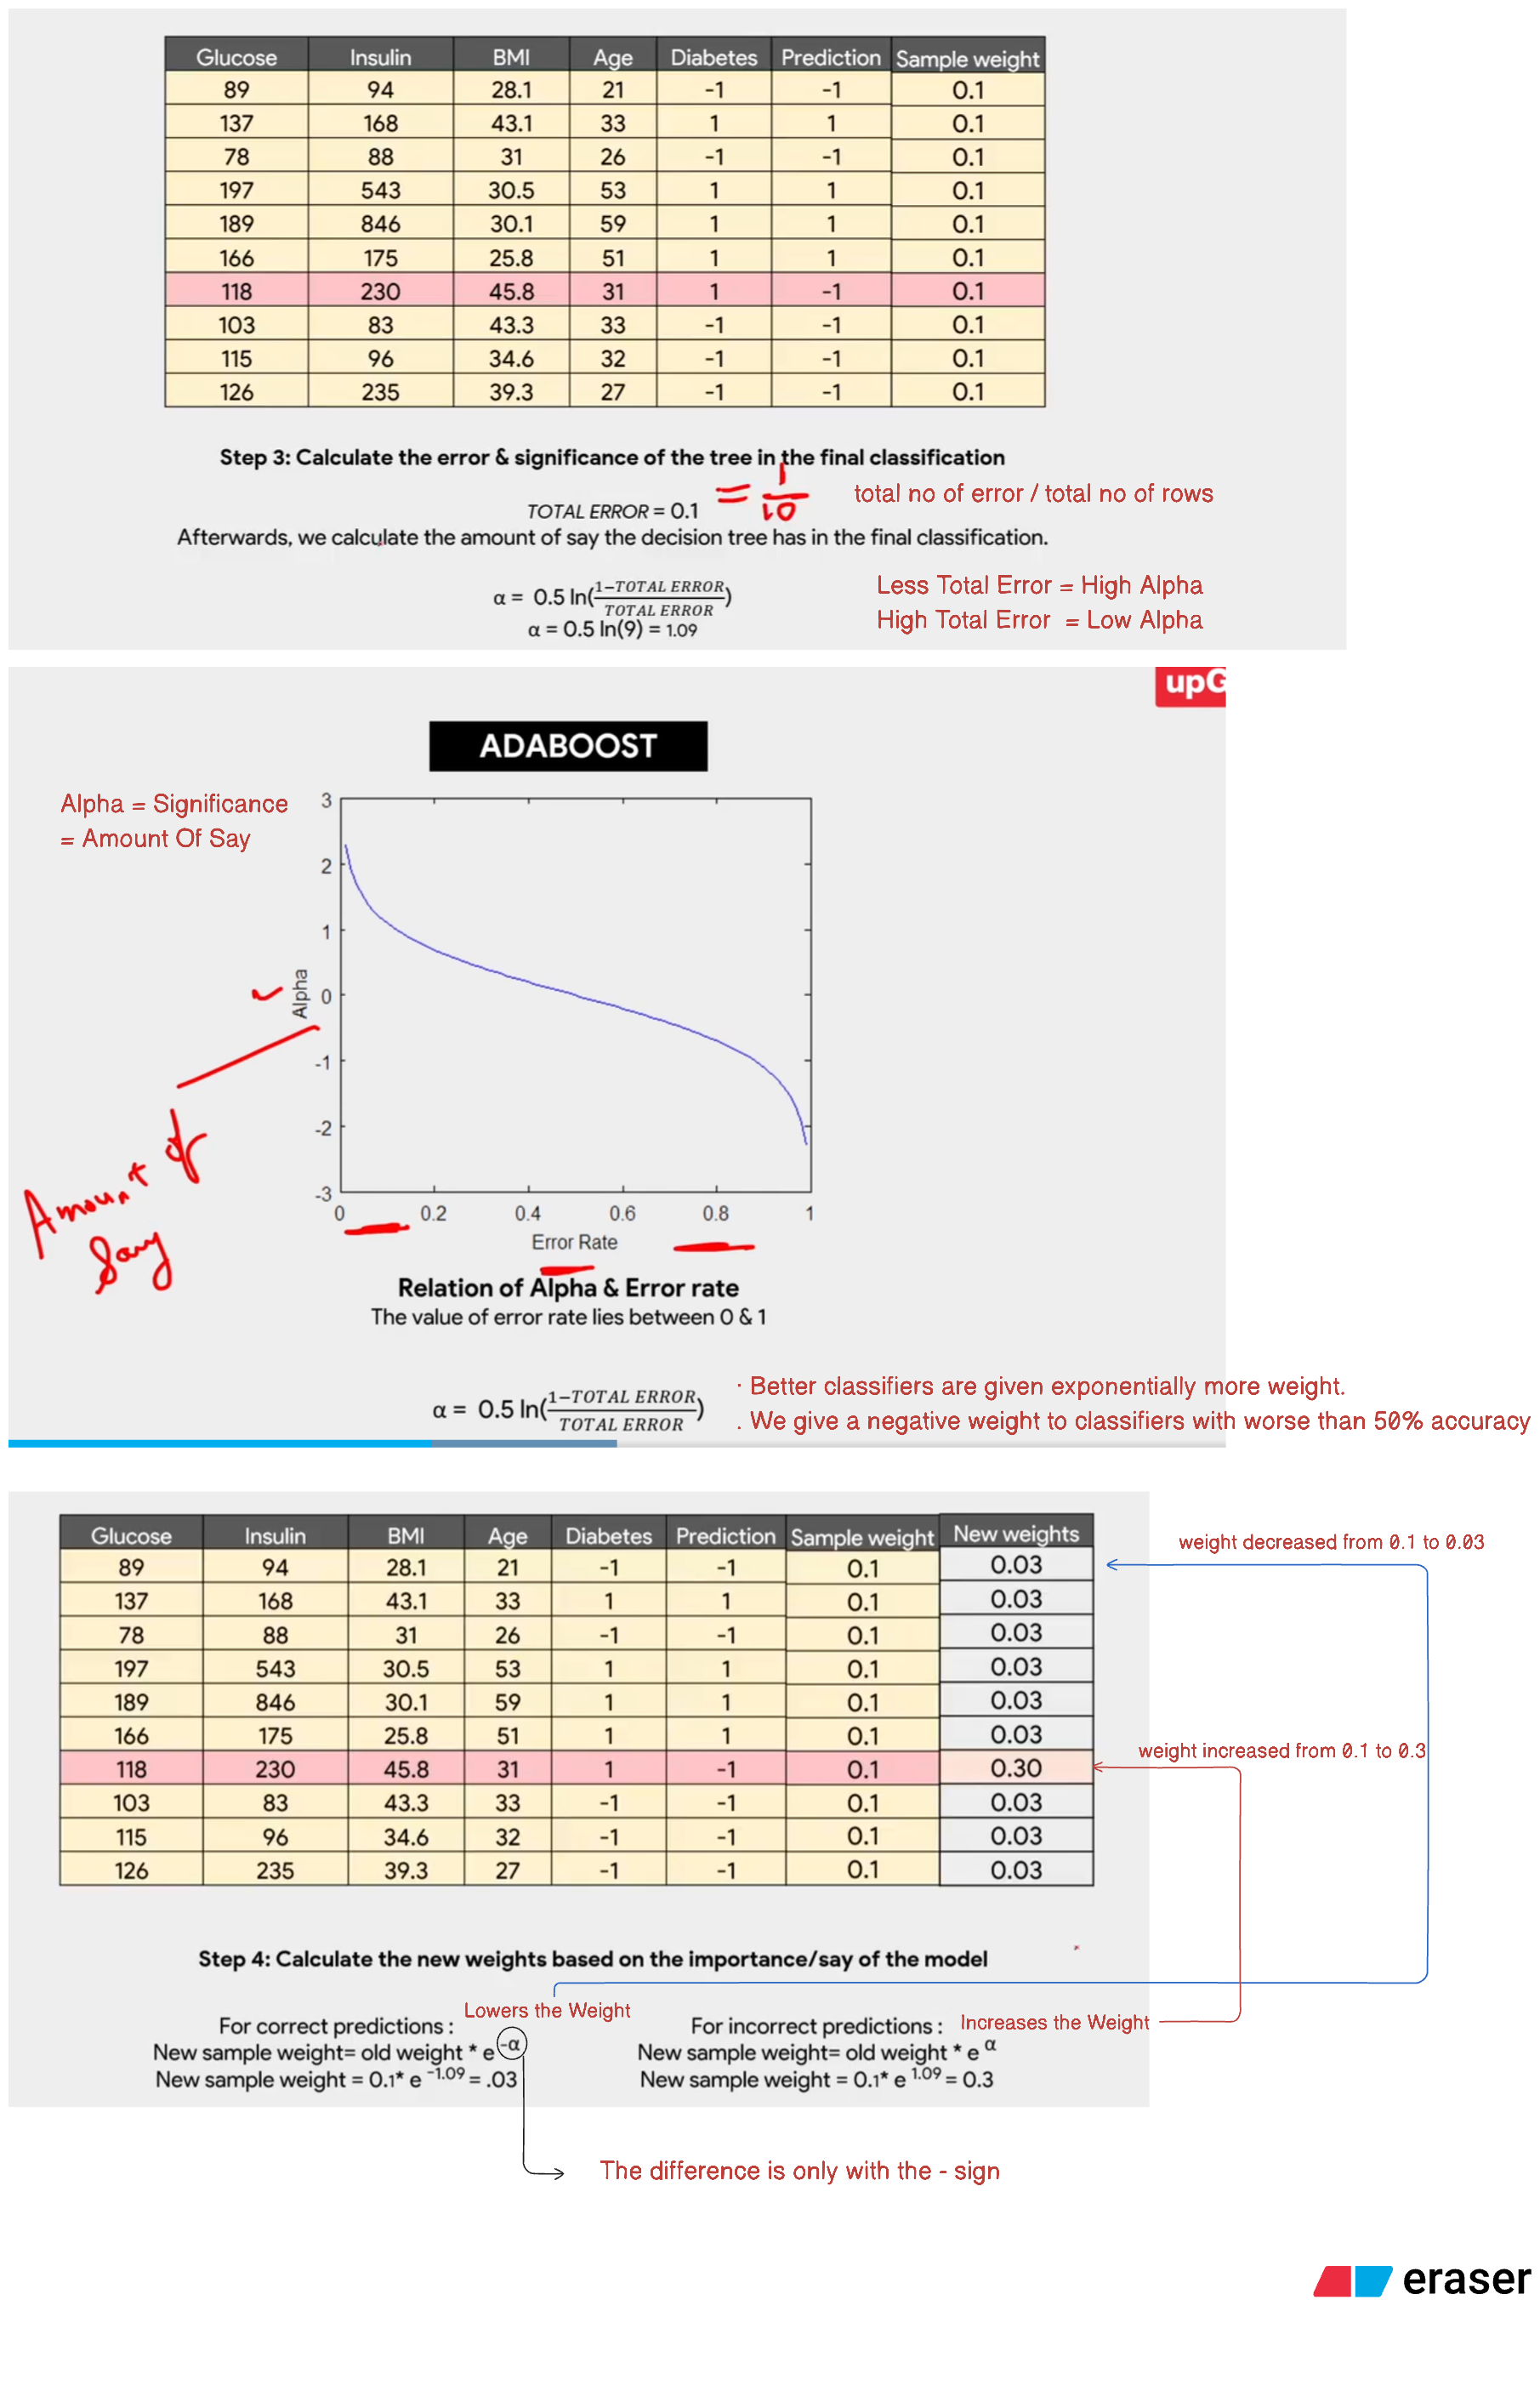 Glucose Insulin BMI Age Diabetes Prediction Sample weight
89 94 28.1 21 -1 -1 0.1
137 168 43.1 33 1 1 0.1
78 88 31 26 -1 -1 0.1
197 543 30.5 53 1 1 0.1
189 846 30.1 59 1 1 0.1
166 175 25.8 51 1 1 0.1
118 230 45.8 31 1 -1 0.1
103 83 43.3 33 -1 -1 0.1
115 96 34.6 32 -1 -1 0.1
126 235 39.3 27 -1 -1 0.1
Step 3: Calculate the error & significance of the tree in the final classification
TOTAL ERROR = 0.1 = 1/10 total no of error / total no of rows
Afterwards, we calculate the amount of say the decision tree has in the final classification.
α = 0.5 ln(1−TOTAL ERROR/TOTAL ERROR)
α = 0.5 ln(9) = 1.09
Less Total Error = High Alpha
High Total Error = Low Alpha
upG
ADABOOST
Alpha = Significance
= Amount Of Say
3
2
1
0
-1
-2
-3
Alpha
Amount of
Say
0 0.2 0.4 0.6 0.8 1
Error Rate
Relation of Alpha & Error rate
The value of error rate lies between 0 & 1
α = 0.5 ln(1−TOTAL ERROR/TOTAL ERROR)
· Better classifiers are given exponentially more weight.
. We give a negative weight to classifiers with worse than 50% accuracy
Glucose Insulin BMI Age Diabetes Prediction Sample weight New weights
89 94 28.1 21 -1 -1 0.1 0.03
137 168 43.1 33 1 1 0.1 0.03
78 88 31 26 -1 -1 0.1 0.03
197 543 30.5 53 1 1 0.1 0.03
189 846 30.1 59 1 1 0.1 0.03
166 175 25.8 51 1 1 0.1 0.03
118 230 45.8 31 1 -1 0.1 0.30
103 83 43.3 33 -1 -1 0.1 0.03
115 96 34.6 32 -1 -1 0.1 0.03
126 235 39.3 27 -1 -1 0.1 0.03
weight decreased from 0.1 to 0.03
weight increased from 0.1 to 0.3
Step 4: Calculate the new weights based on the importance/say of the model
Lowers the Weight
For correct predictions :
New sample weight= old weight * e -α
New sample weight = 0.1* e -1.09 = .03
For incorrect predictions : Increases the Weight
New sample weight= old weight * e α
New sample weight = 0.1* e 1.09 = 0.3
The difference is only with the - sign
eraser